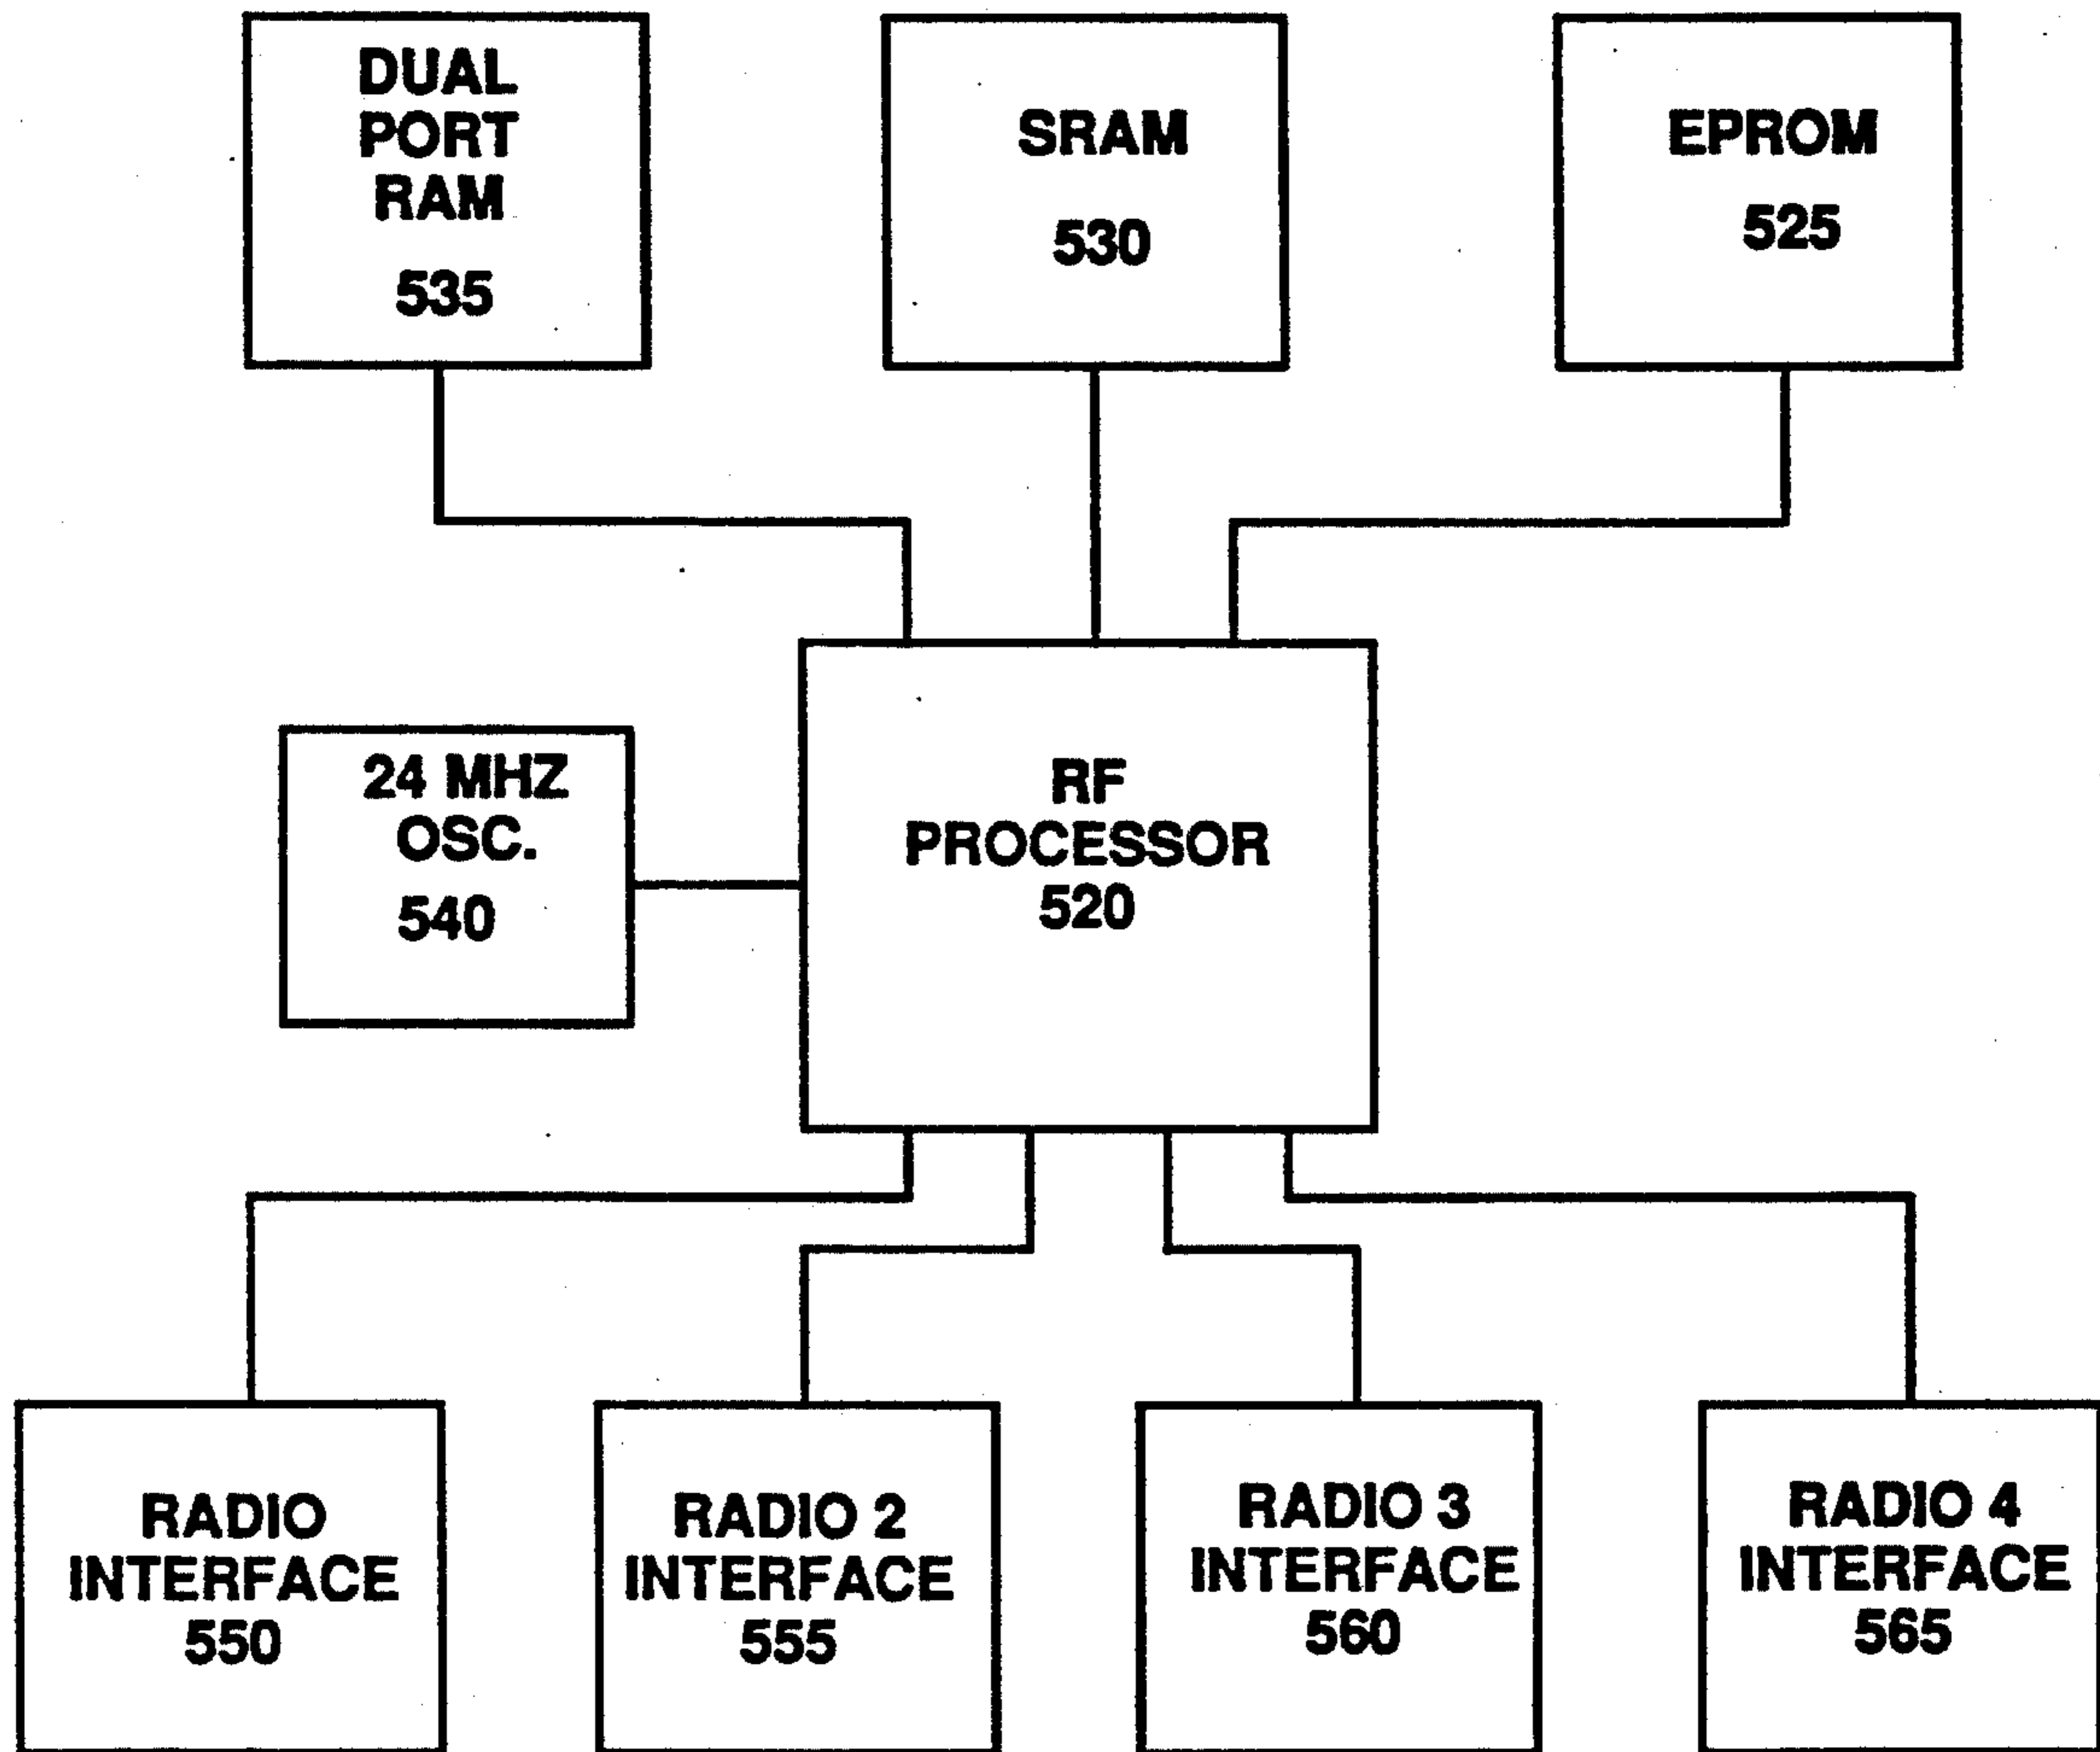 DUAL
PORT
RAM
535
SRAM
530
EPROM
525
24 MHZ
OSC.
540
RF
PROCESSOR
520
RADIO
INTERFACE
550
RADIO 2
INTERFACE
555
RADIO 3
INTERFACE
560
RADIO 4
INTERFACE
565